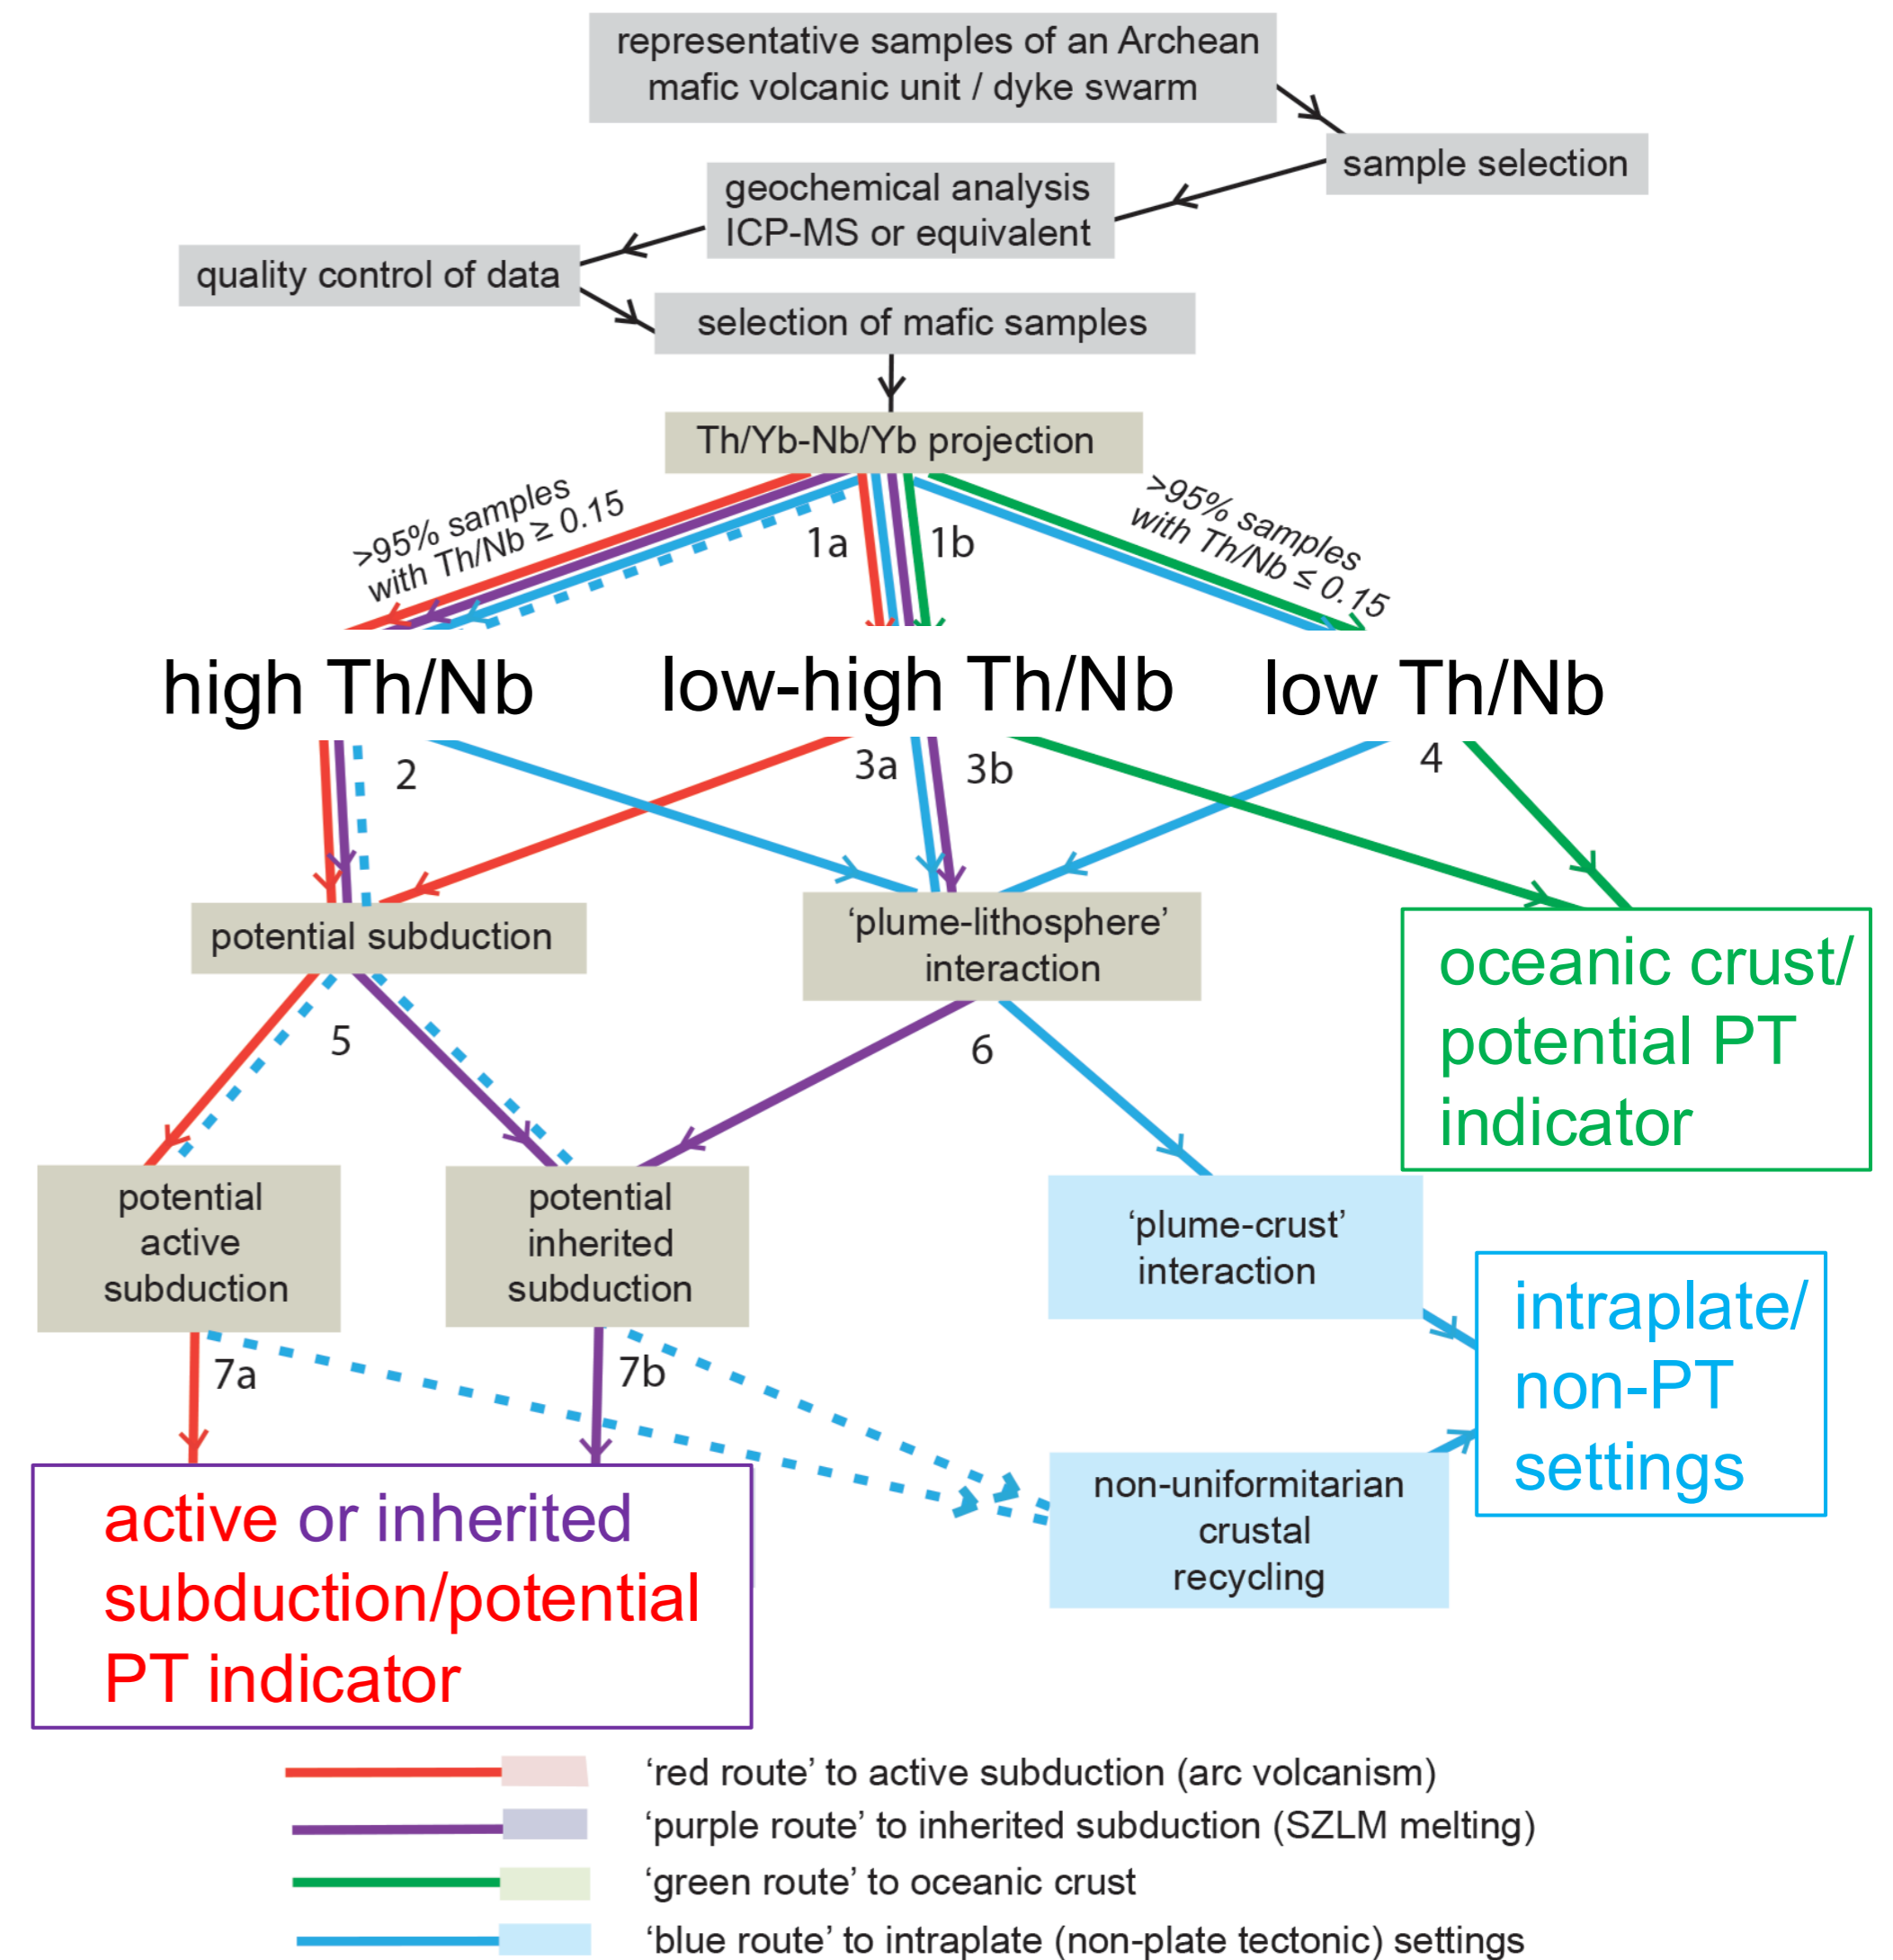 representative samples of an Archean
mafic volcanic unit / dyke swarm
sample selection
geochemical analysis
ICP-MS or equivalent
quality control of data
selection of mafic samples
Th/Yb-Nb/Yb projection
>95% samples
with Th/Nb ≥ 0.15
1a
1b
>95% samples
with Th/Nb ≤ 0.15
high Th/Nb
low-high Th/Nb
low Th/Nb
2
3a
3b
4
potential subduction
‘plume-lithosphere’
interaction
oceanic crust/
potential PT
indicator
5
6
potential
active
subduction
potential
inherited
subduction
‘plume-crust’
interaction
intraplate/
non-PT
settings
7a
7b
non-uniformitarian
crustal
recycling
active or inherited
subduction/potential
PT indicator
‘red route’ to active subduction (arc volcanism)
‘purple route’ to inherited subduction (SZLM melting)
‘green route’ to oceanic crust
‘blue route’ to intraplate (non-plate tectonic) settings